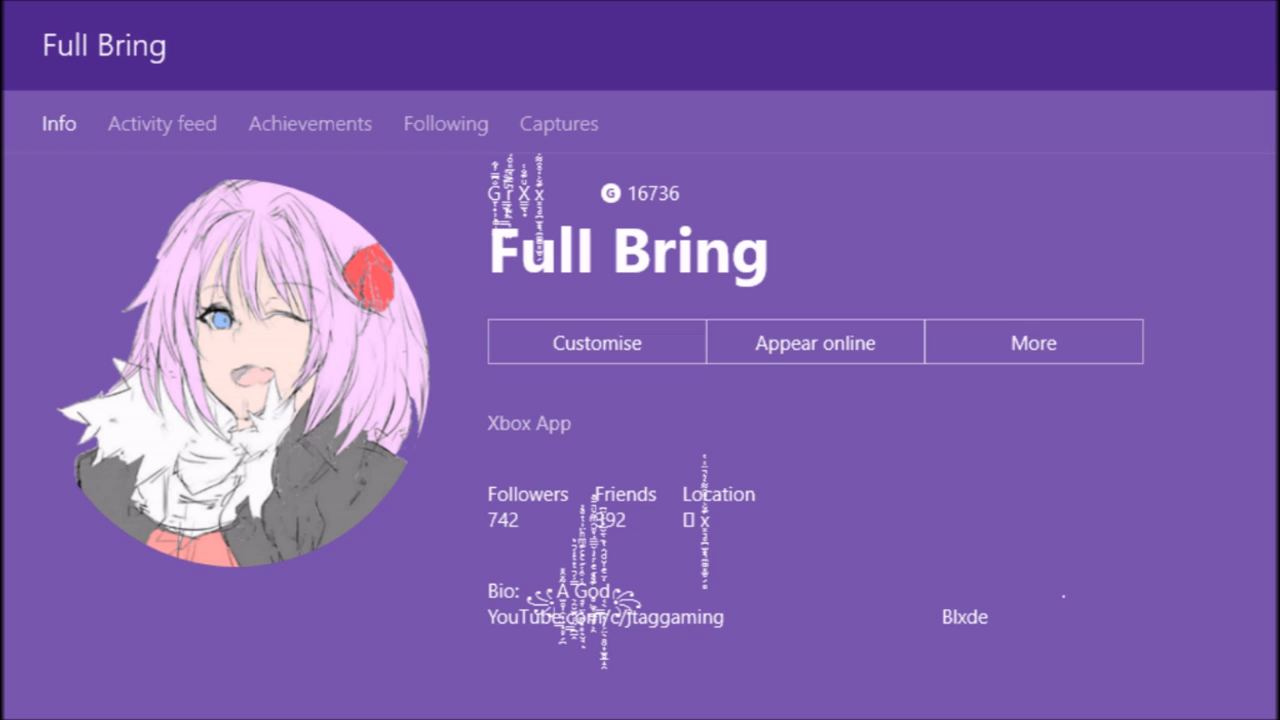 Full Bring
Info Activity feed Achievements Following Captures
G r X x G 16736
Full Bring
Customise Appear online More
Xbox App
Followers Friends Location
742 x
Bio: A God .
YouTube.com/c/jtaggaming Blxde